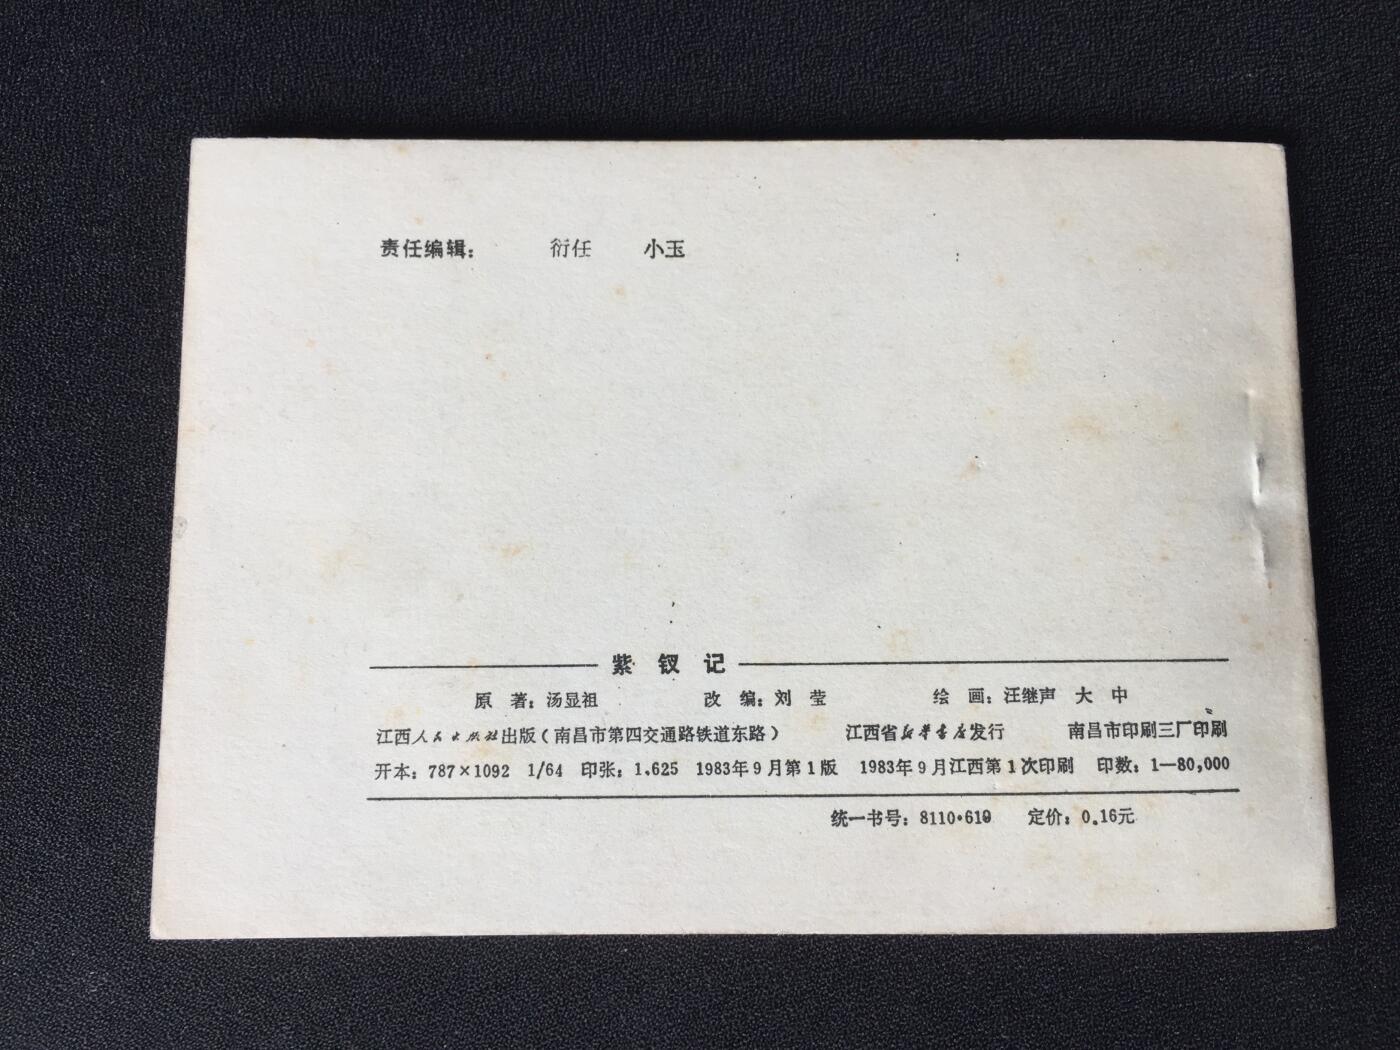 责任编辑： 衍任 小玉
紫钗记
原著：汤显祖 改编：刘莹 绘画：汪继声 大中
江西人民出版社出版（南昌市第四交通路铁道东路） 江西省新华书店发行 南昌市印刷三厂印刷
开本：787×1092 1/64 印张：1.625 1983年9月第1版 1983年9月江西第1次印刷 印数：1—80,000
统一书号：8110·619 定价：0.16元